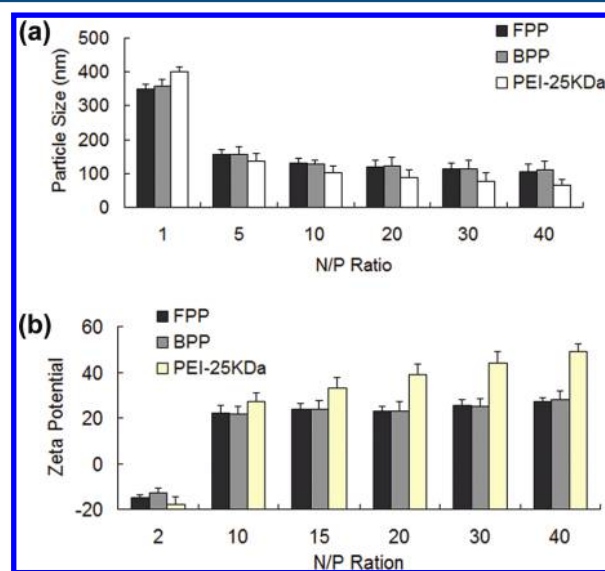 (a)
500
400
300
200
100
0
Particle Size (nm)
FPP
BPP
PEI-25KDa
1 5 10 20 30 40
N/P Ratio
(b)
60
40
20
0
-20
Zeta Potential
FPP
BPP
PEI-25KDa
2 10 15 20 30 40
N/P Ration